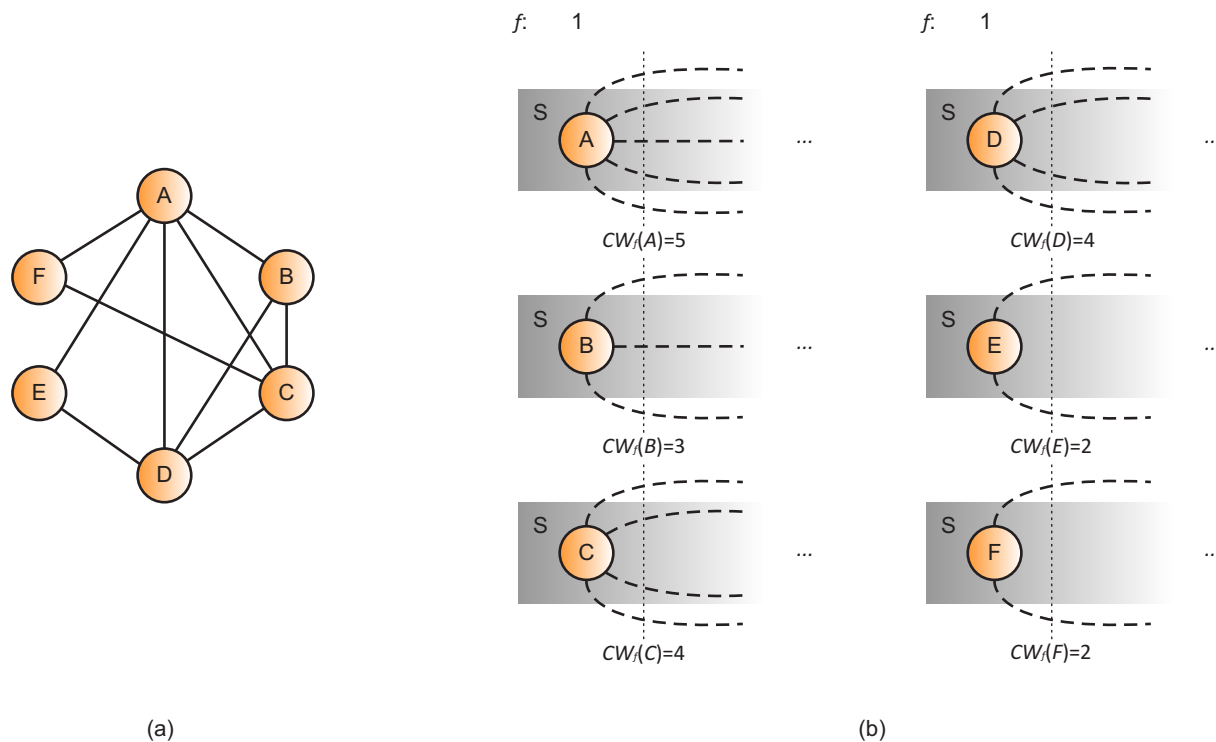 A
F
B
E
C
D
(a)
f: 1
S
A
...
CWf(A)=5
S
B
...
CWf(B)=3
S
C
...
CWf(C)=4
f: 1
S
D
..
CWf(D)=4
S
E
..
CWf(E)=2
S
F
..
CWf(F)=2
(b)